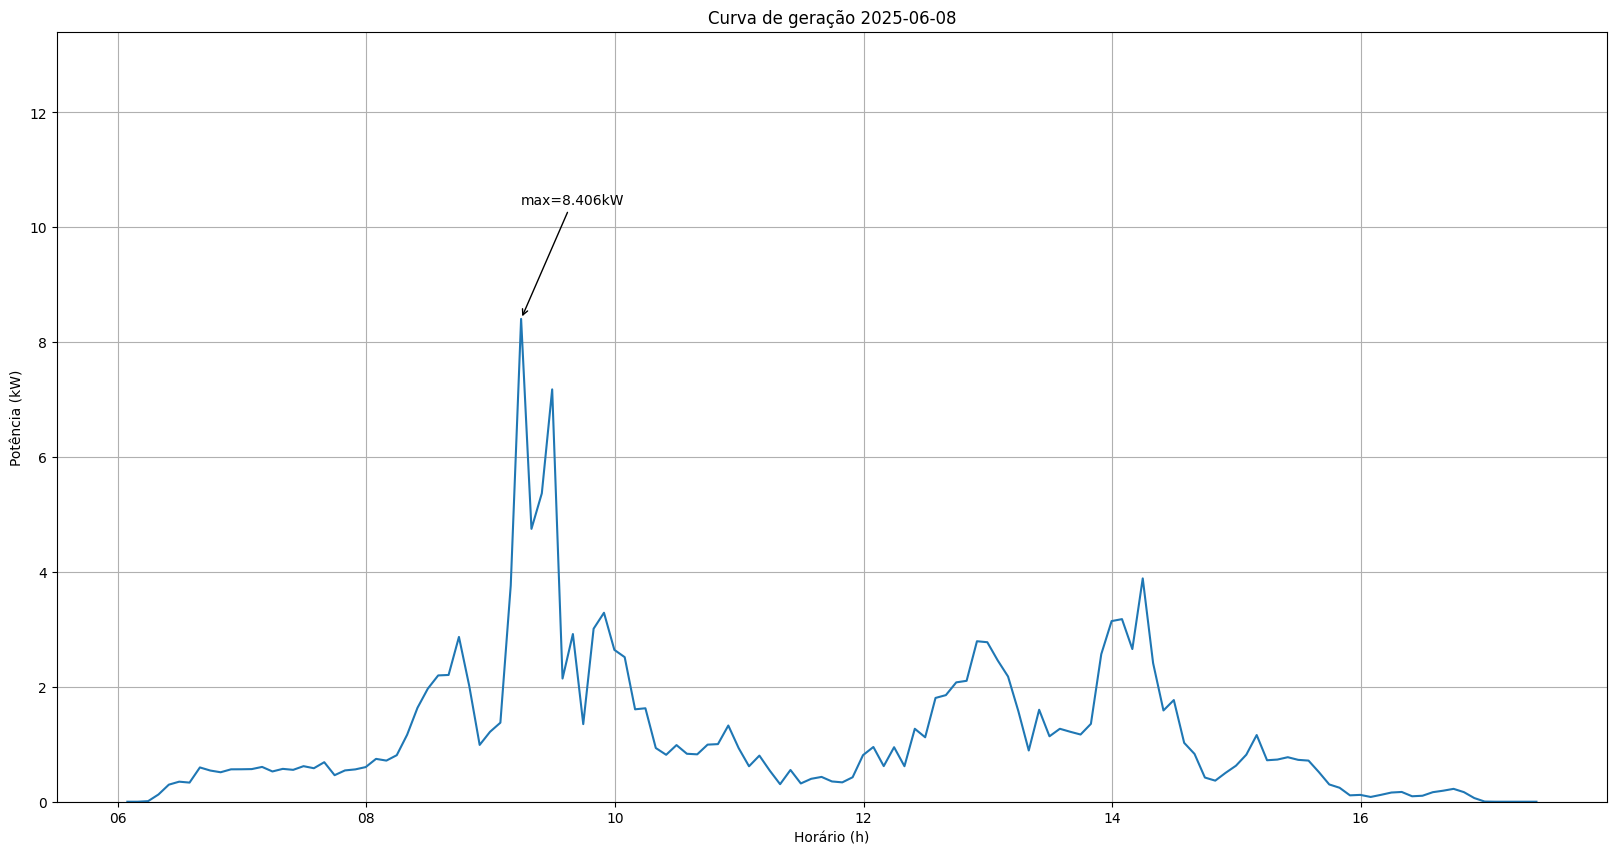 Curva de geração 2025-06-08
12
max=8.406kW
10
8
6
4
2
0
Potência (kW)
06 08 10 12 14 16
Horário (h)